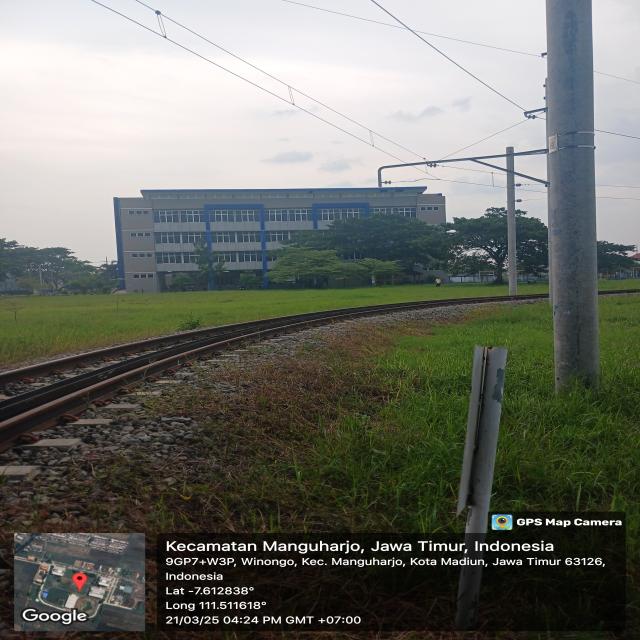 GPS Map Camera
Kecamatan Manguharjo, Jawa Timur, Indonesia
9GP7+W3P, Winongo, Kec. Manguharjo, Kota Madiun, Jawa Timur 63126,
Indonesia
Lat -7.612838°
Long 111.511618°
21/03/25 04:24 PM GMT +07:00
Google